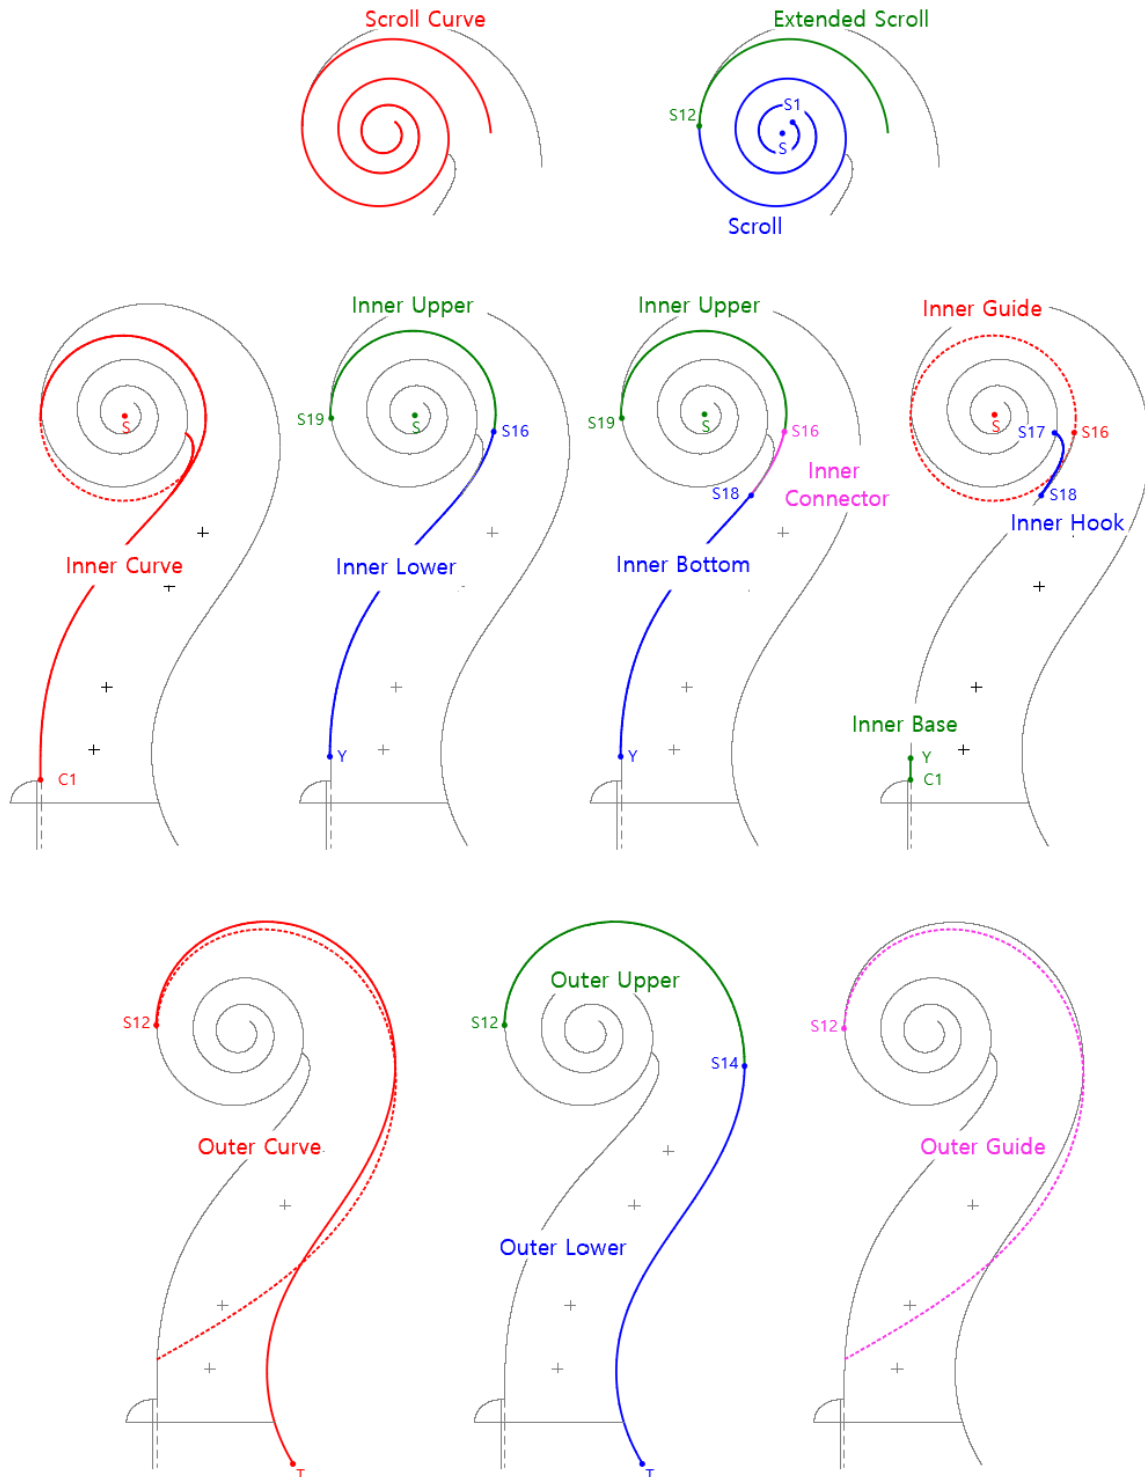 Scroll Curve
Extended Scroll
S12
S1
S
Scroll
Inner Upper
Inner Upper
Inner Guide
S
S19
S
S16
S19
S
S16
S
S17
S16
Inner
Connector
S18
S18
Inner Hook
Inner Curve
Inner Lower
Inner Bottom
Inner Base
Y
Y
Y
C1
C1
Outer Upper
S12
S12
S12
S14
Outer Curve
Outer Guide
Outer Lower
T
T